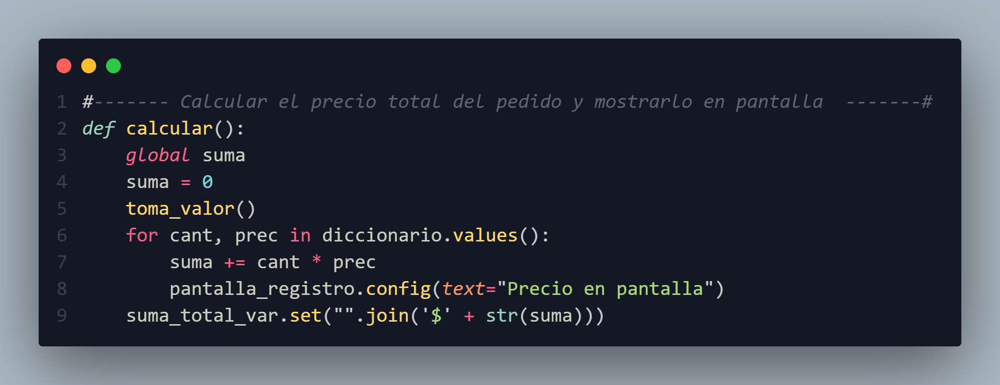 1 #------- Calcular el precio total del pedido y mostrarlo en pantalla  -------#
2 def calcular():
3     global suma
4     suma = 0
5     toma_valor()
6     for cant, prec in diccionario.values():
7         suma += cant * prec
8         pantalla_registro.config(text="Precio en pantalla")
9     suma_total_var.set("".join('$' + str(suma)))